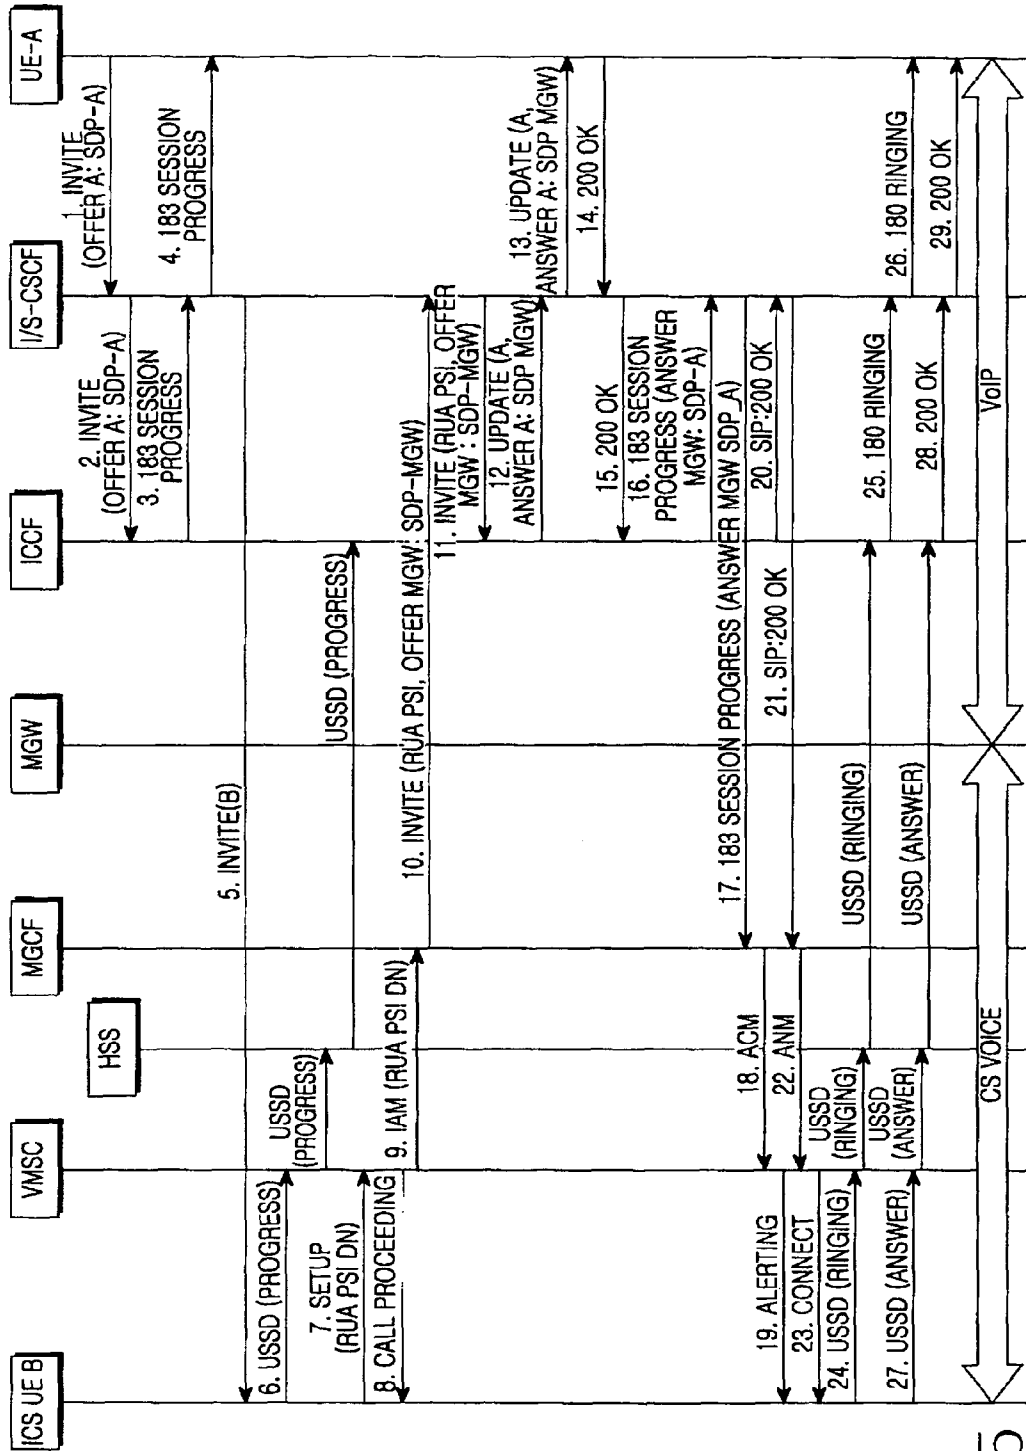 ICS UE B
VMSC
HSS
MGCF
MGW
ICCF
I/S-CSCF
UE-A
1. INVITE
(OFFER A: SDP-A)
2. INVITE
(OFFER A: SDP-A)
3. 183 SESSION
PROGRESS
4. 183 SESSION
PROGRESS
5. INVITE(B)
6. USSD (PROGRESS)
USSD
(PROGRESS)
USSD (PROGRESS)
7. SETUP
(RUA PSI DN)
8. CALL PROCEEDING
9. IAM (RUA PSI DN)
10. INVITE (RUA PSI, OFFER MGW: SDP-MGW)
11. INVITE (RUA PSI, OFFER
MGW : SDP-MGW)
12. UPDATE (A,
ANSWER A: SDP MGW)
13. UPDATE (A,
ANSWER A: SDP MGW)
14. 200 OK
15. 200 OK
16. 183 SESSION
PROGRESS (ANSWER
MGW: SDP-A)
17. 183 SESSION PROGRESS (ANSWER MGW SDP_A)
18. ACM
19. ALERTING
20. SIP:200 OK
21. SIP:200 OK
22. ANM
23. CONNECT
24. USSD (RINGING)
USSD
(RINGING)
USSD (RINGING)
25. 180 RINGING
26. 180 RINGING
27. USSD (ANSWER)
USSD
(ANSWER)
USSD (ANSWER)
28. 200 OK
29. 200 OK
CS VOICE
VoIP
5